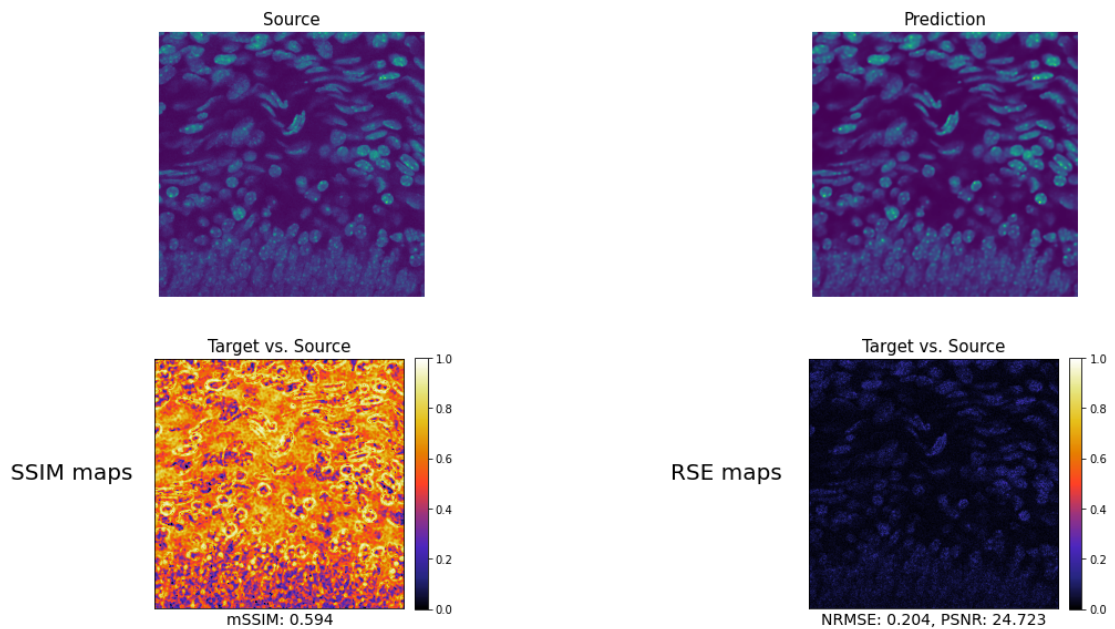 Source
Prediction
Target vs. Source
Target vs. Source
1.0
0.8
0.6
0.4
0.2
0.0
1.0
0.8
0.6
0.4
0.2
0.0
SSIM maps
RSE maps
mSSIM: 0.594
NRMSE: 0.204, PSNR: 24.723